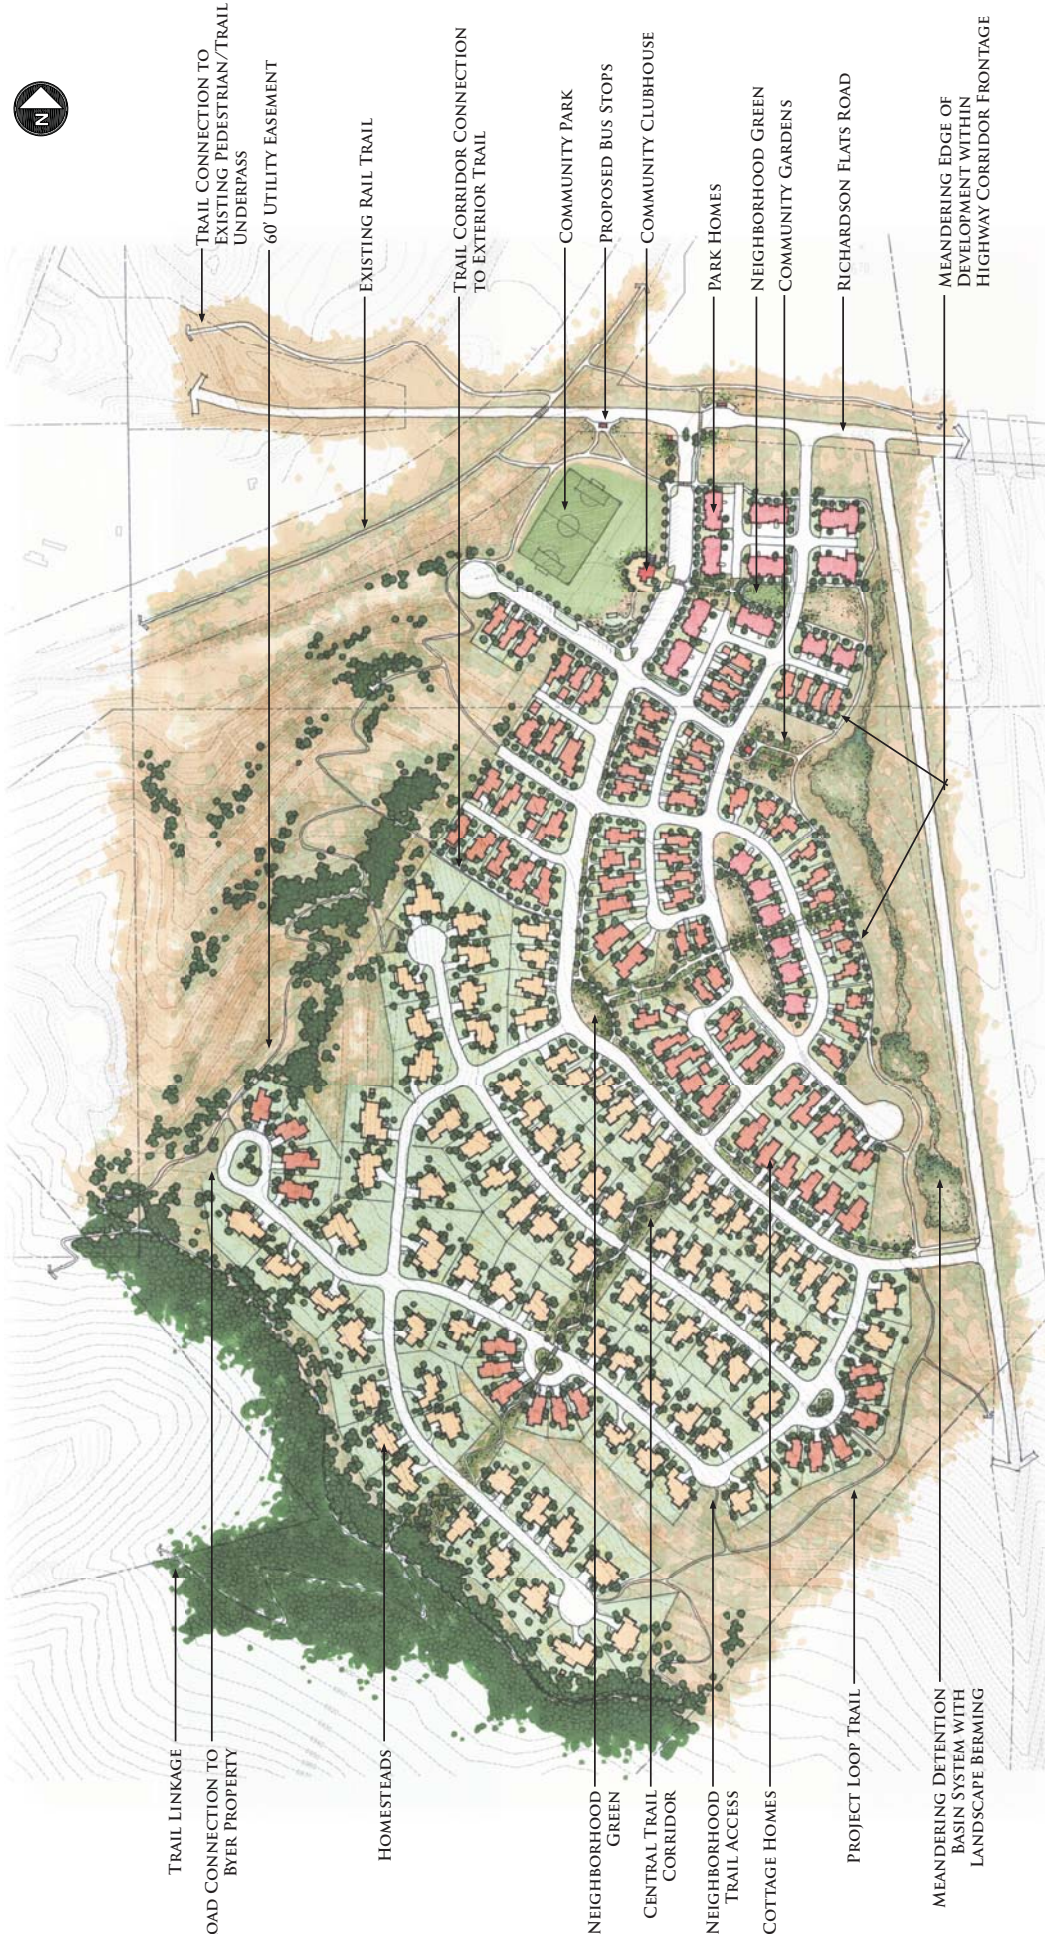 N
TRAIL CONNECTION TO
EXISTING PEDESTRIAN/TRAIL
UNDERPASS
60' UTILITY EASEMENT
EXISTING RAIL TRAIL
TRAIL CORRIDOR CONNECTION
TO EXTERIOR TRAIL
COMMUNITY PARK
PROPOSED BUS STOPS
COMMUNITY CLUBHOUSE
PARK HOMES
NEIGHBORHOOD GREEN
COMMUNITY GARDENS
RICHARDSON FLATS ROAD
MEANDERING EDGE OF
DEVELOPMENT WITHIN
HIGHWAY CORRIDOR FRONTAGE
TRAIL LINKAGE
OAD CONNECTION TO
BYER PROPERTY
HOMESTEADS
NEIGHBORHOOD
GREEN
CENTRAL TRAIL
CORRIDOR
NEIGHBORHOOD
TRAIL ACCESS
COTTAGE HOMES
PROJECT LOOP TRAIL
MEANDERING DETENTION
BASIN SYSTEM WITH
LANDSCAPE BERMING